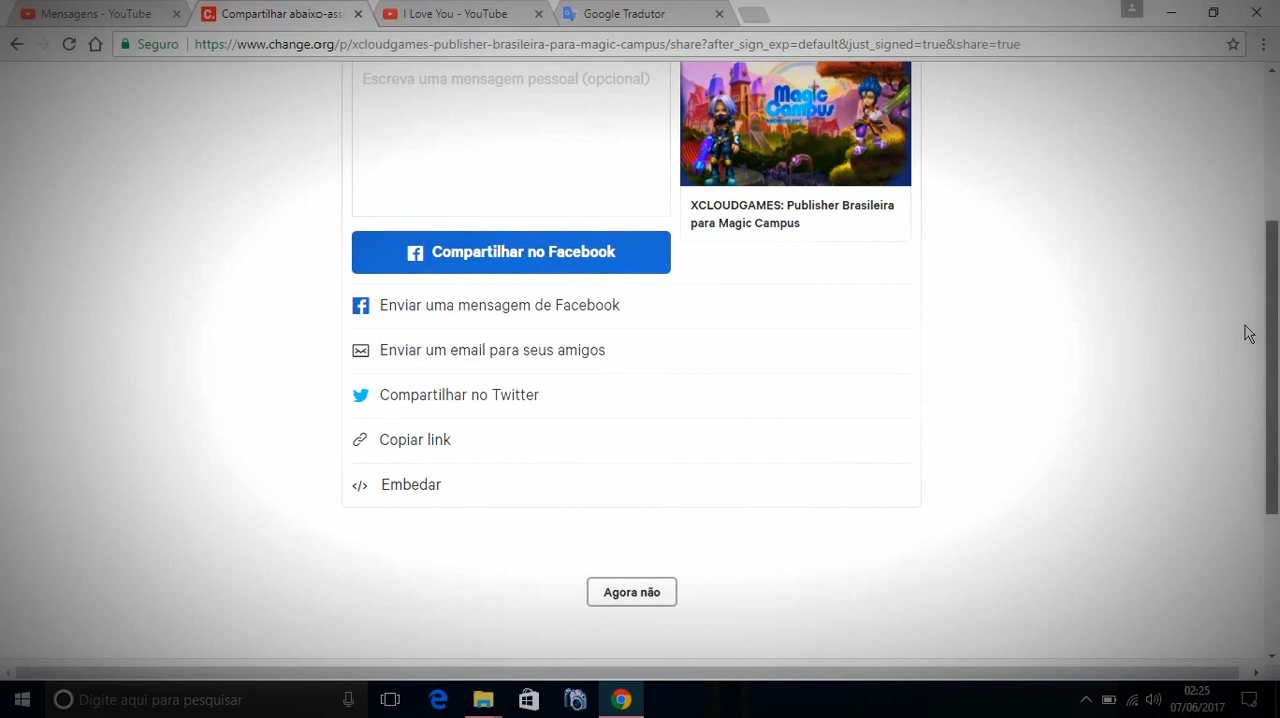 Mensagens - YouTube
Compartilhar abaixo-ass
I Love You - YouTube
Google Tradutor
Seguro
https://www.change.org/p/xcloudgames-publisher-brasileira-para-magic-campus/share?after_sign_exp=default&just_signed=true&share=true
Escreva uma mensagem pessoal (opcional)
Magic Campus
XCLOUDGAMES: Publisher Brasileira
para Magic Campus
Compartilhar no Facebook
Enviar uma mensagem de Facebook
Enviar um email para seus amigos
Compartilhar no Twitter
Copiar link
Embedar
Agora não
Digite aqui para pesquisar
02:25
07/06/2017